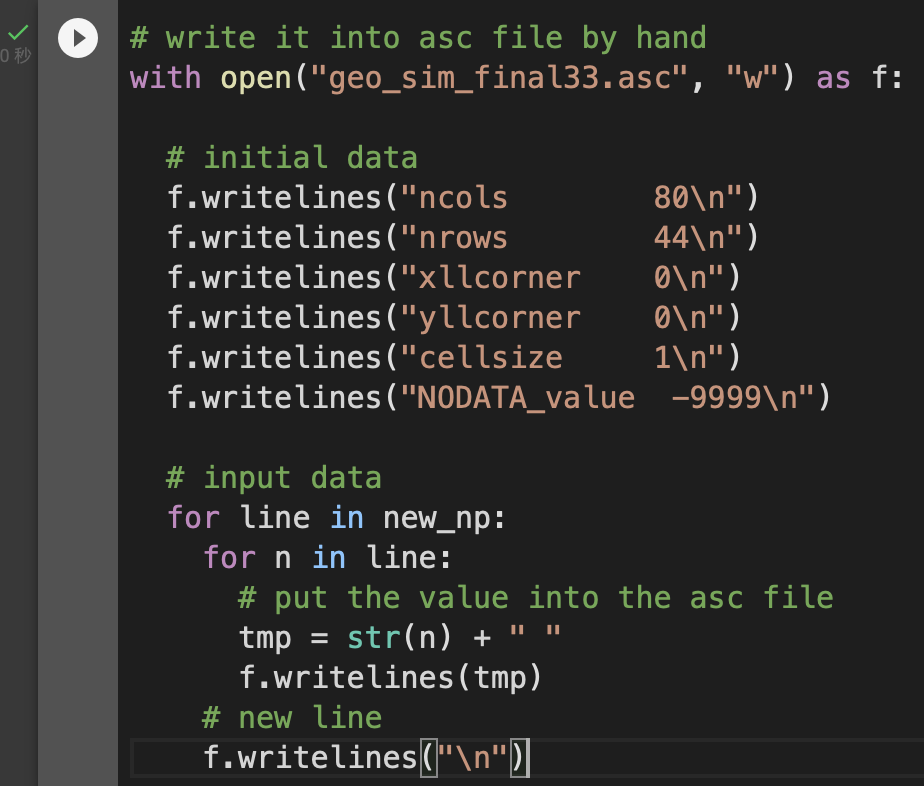 # write it into asc file by hand
with open("geo_sim_final33.asc", "w") as f:
0 秒
  # initial data
  f.writelines("ncols        80\n")
  f.writelines("nrows        44\n")
  f.writelines("xllcorner    0\n")
  f.writelines("yllcorner    0\n")
  f.writelines("cellsize     1\n")
  f.writelines("NODATA_value  -9999\n")
  # input data
  for line in new_np:
    for n in line:
      # put the value into the asc file
      tmp = str(n) + " "
      f.writelines(tmp)
    # new line
    f.writelines("\n")